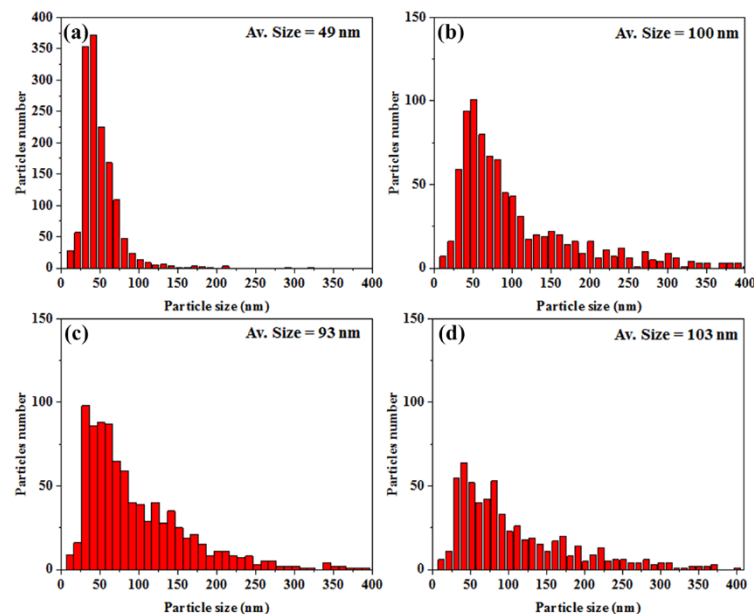 (a)
Av. Size = 49 nm
Particles number
400
350
300
250
200
150
100
50
0
0 50 100 150 200 250 300 350 400
Particle size (nm)
(b)
Av. Size = 100 nm
Particles number
150
100
50
0
0 50 100 150 200 250 300 350 400
Particle size (nm)
(c)
Av. Size = 93 nm
Particles number
150
100
50
0
0 50 100 150 200 250 300 350 400
Particle size (nm)
(d)
Av. Size = 103 nm
Particles number
150
100
50
0
0 50 100 150 200 250 300 350 400
Particle size (nm)